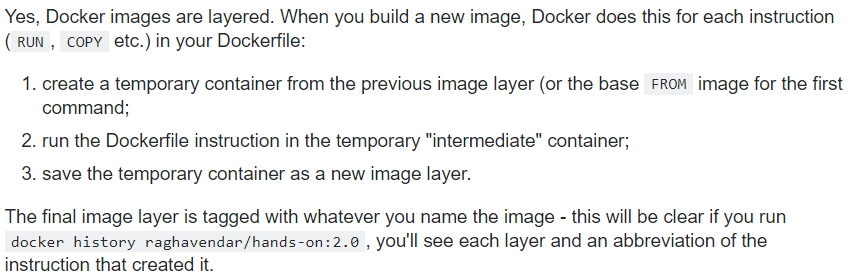 Yes, Docker images are layered. When you build a new image, Docker does this for each instruction
( RUN , COPY etc.) in your Dockerfile:
1. create a temporary container from the previous image layer (or the base FROM image for the first
command;
2. run the Dockerfile instruction in the temporary "intermediate" container;
3. save the temporary container as a new image layer.
The final image layer is tagged with whatever you name the image - this will be clear if you run
docker history raghavendar/hands-on:2.0 , you'll see each layer and an abbreviation of the
instruction that created it.